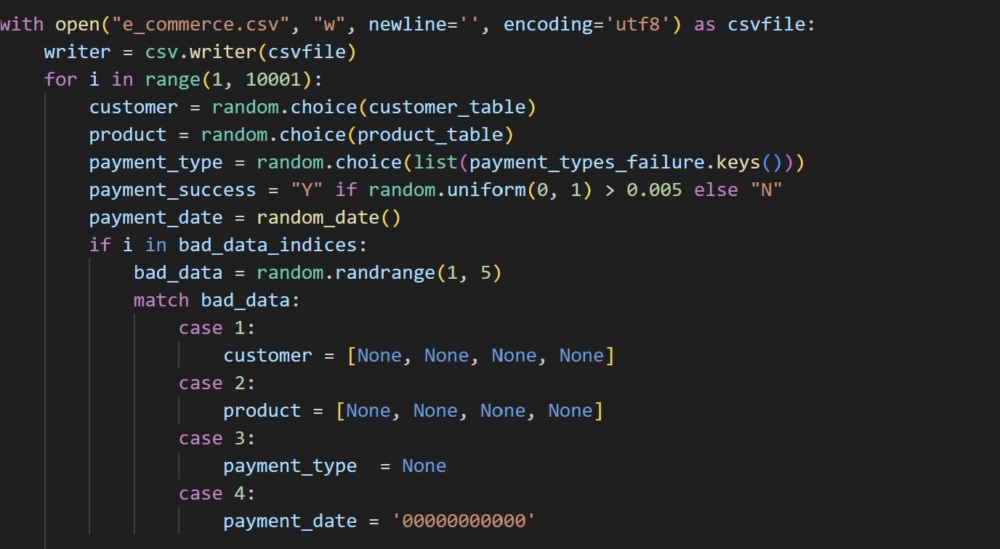 with open("e_commerce.csv", "w", newline='', encoding='utf8') as csvfile:
    writer = csv.writer(csvfile)
    for i in range(1, 10001):
        customer = random.choice(customer_table)
        product = random.choice(product_table)
        payment_type = random.choice(list(payment_types_failure.keys()))
        payment_success = "Y" if random.uniform(0, 1) > 0.005 else "N"
        payment_date = random_date()
        if i in bad_data_indices:
            bad_data = random.randrange(1, 5)
            match bad_data:
                case 1:
                    customer = [None, None, None, None]
                case 2:
                    product = [None, None, None, None]
                case 3:
                    payment_type  = None
                case 4:
                    payment_date = '00000000000'